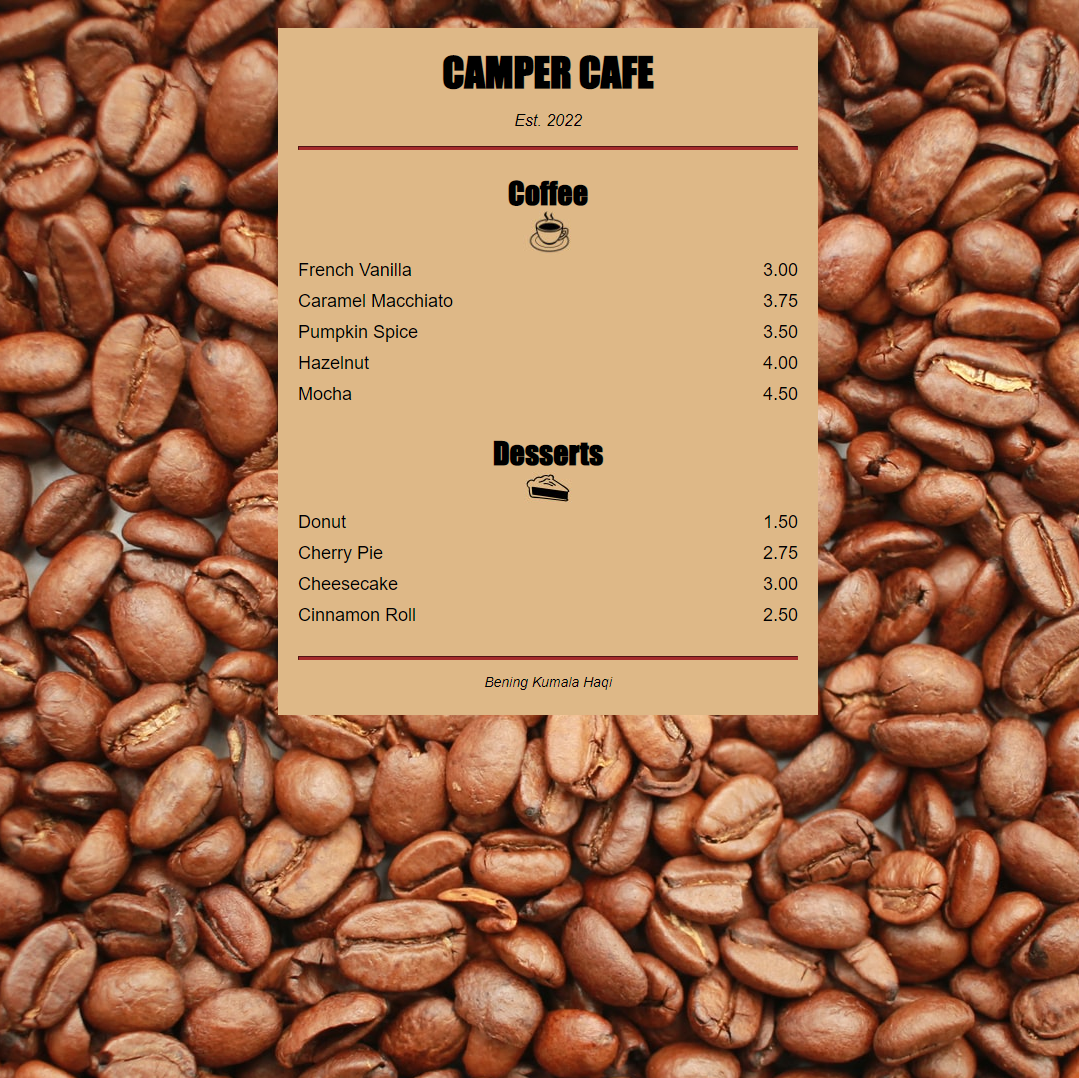 CAMPER CAFE
Est. 2022
Coffee
French Vanilla 3.00
Caramel Macchiato 3.75
Pumpkin Spice 3.50
Hazelnut 4.00
Mocha 4.50
Desserts
Donut 1.50
Cherry Pie 2.75
Cheesecake 3.00
Cinnamon Roll 2.50
Bening Kumala Haqi